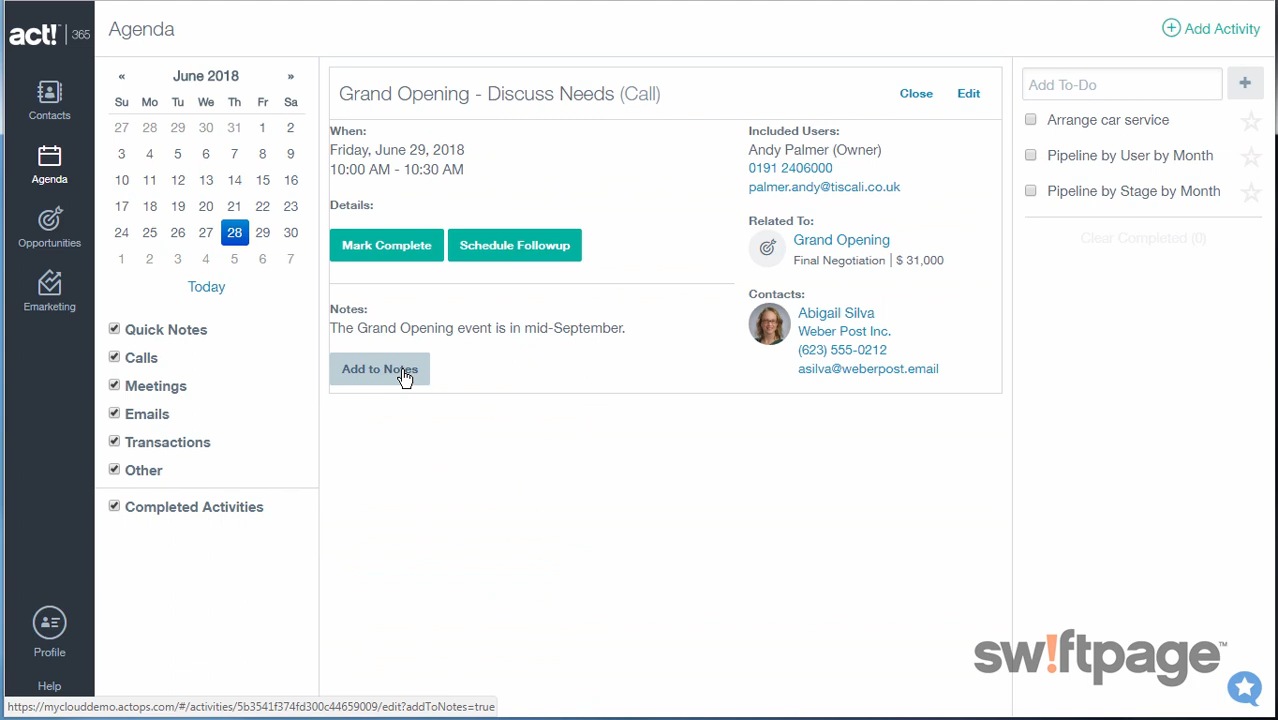 act! 365
Agenda
Add Activity
Contacts
Agenda
Opportunities
Emarketing
Profile
Help
« June 2018 »
Su Mo Tu We Th Fr Sa
27 28 29 30 31 1 2
3 4 5 6 7 8 9
10 11 12 13 14 15 16
17 18 19 20 21 22 23
24 25 26 27 28 29 30
1 2 3 4 5 6 7
Today
Quick Notes
Calls
Meetings
Emails
Transactions
Other
Completed Activities
Grand Opening - Discuss Needs (Call)
Close Edit
When:
Friday, June 29, 2018
10:00 AM - 10:30 AM
Details:
Mark Complete Schedule Followup
Notes:
The Grand Opening event is in mid-September.
Add to Notes
Included Users:
Andy Palmer (Owner)
0191 2406000
palmer.andy@tiscali.co.uk
Related To:
Grand Opening
Final Negotiation | $ 31,000
Contacts:
Abigail Silva
Weber Post Inc.
(623) 555-0212
asilva@weberpost.email
Add To-Do +
Arrange car service
Pipeline by User by Month
Pipeline by Stage by Month
Clear Completed (0)
sw!ftpage™
https://myclouddemo.actops.com/#/activities/5b3541f374fd300c44659009/edit?addToNotes=true